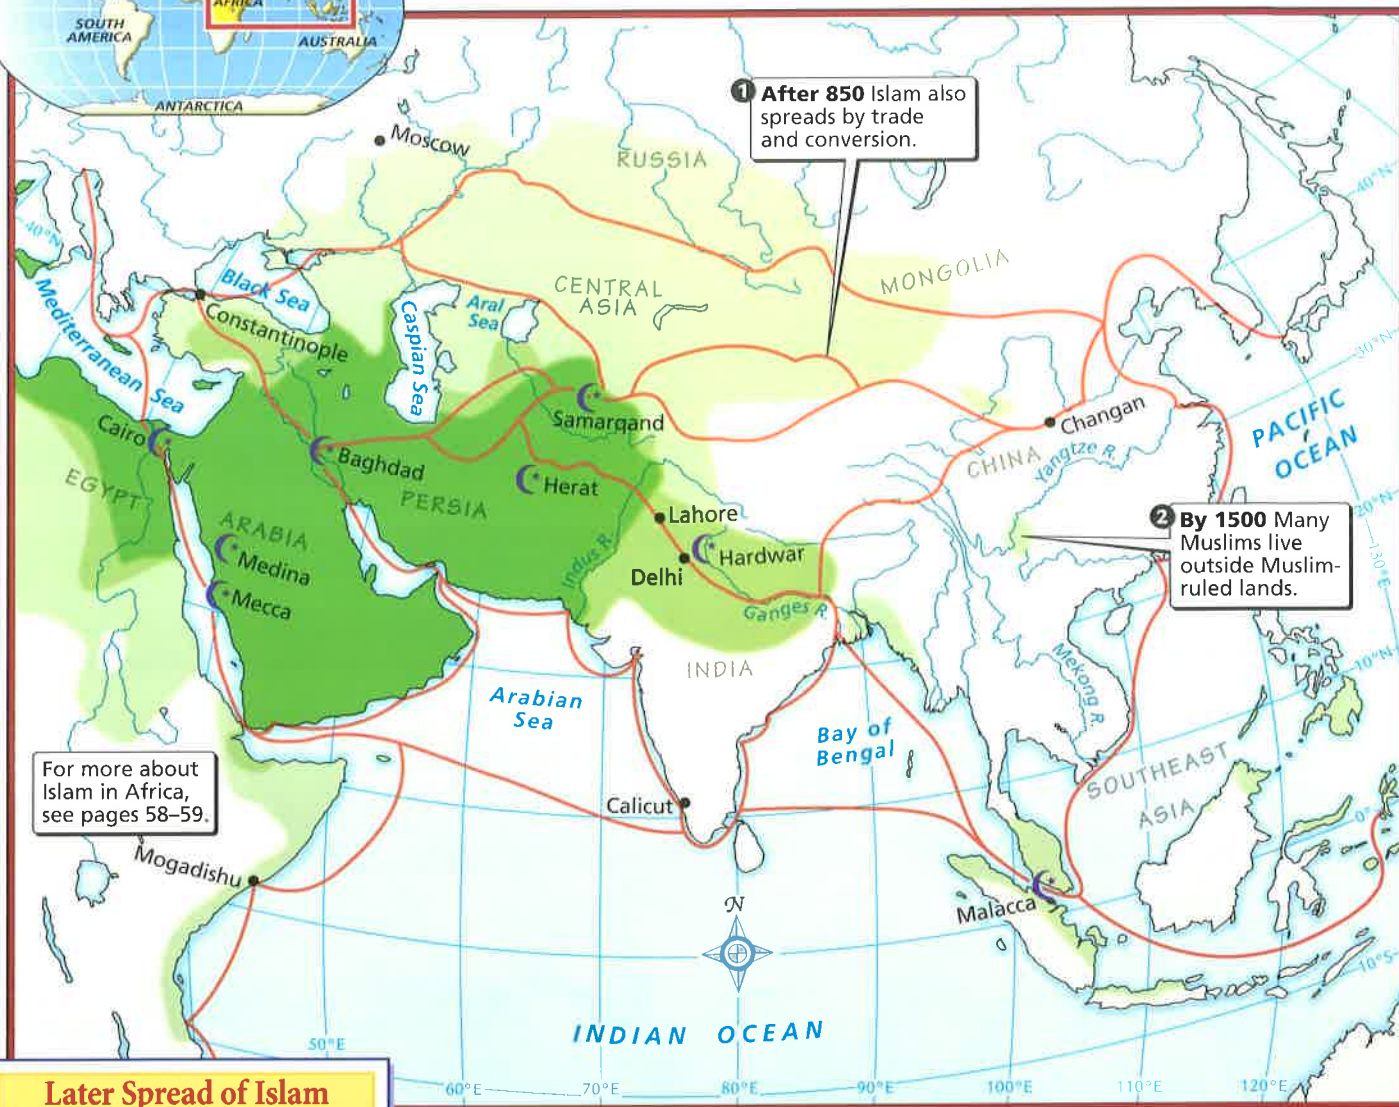 AFRICA
SOUTH
AMERICA
AUSTRALIA
ANTARCTICA
1 After 850 Islam also
spreads by trade
and conversion.
Moscow
RUSSIA
40°N
40°N
MONGOLIA
Black Sea
CENTRAL
ASIA
Aral
Sea
Caspian Sea
Constantinople
Mediterranean Sea
30°N
Samarqand
Changan
PACIFIC
OCEAN
Cairo
Baghdad
CHINA
Yangtze R.
EGYPT
PERSIA
Herat
20°N
Lahore
2 By 1500 Many
Muslims live
outside Muslim-
ruled lands.
ARABIA
Medina
Mecca
Indus R.
Delhi
Hardwar
Ganges R.
130°E
INDIA
10°N
Mekong R.
Arabian
Sea
Bay of
Bengal
SOUTHEAST
ASIA
For more about
Islam in Africa,
see pages 58–59.
Calicut
0°
Mogadishu
Malacca
N
10°S
INDIAN OCEAN
50°E
60°E
70°E
80°E
90°E
100°E
110°E
120°E
Later Spread of Islam